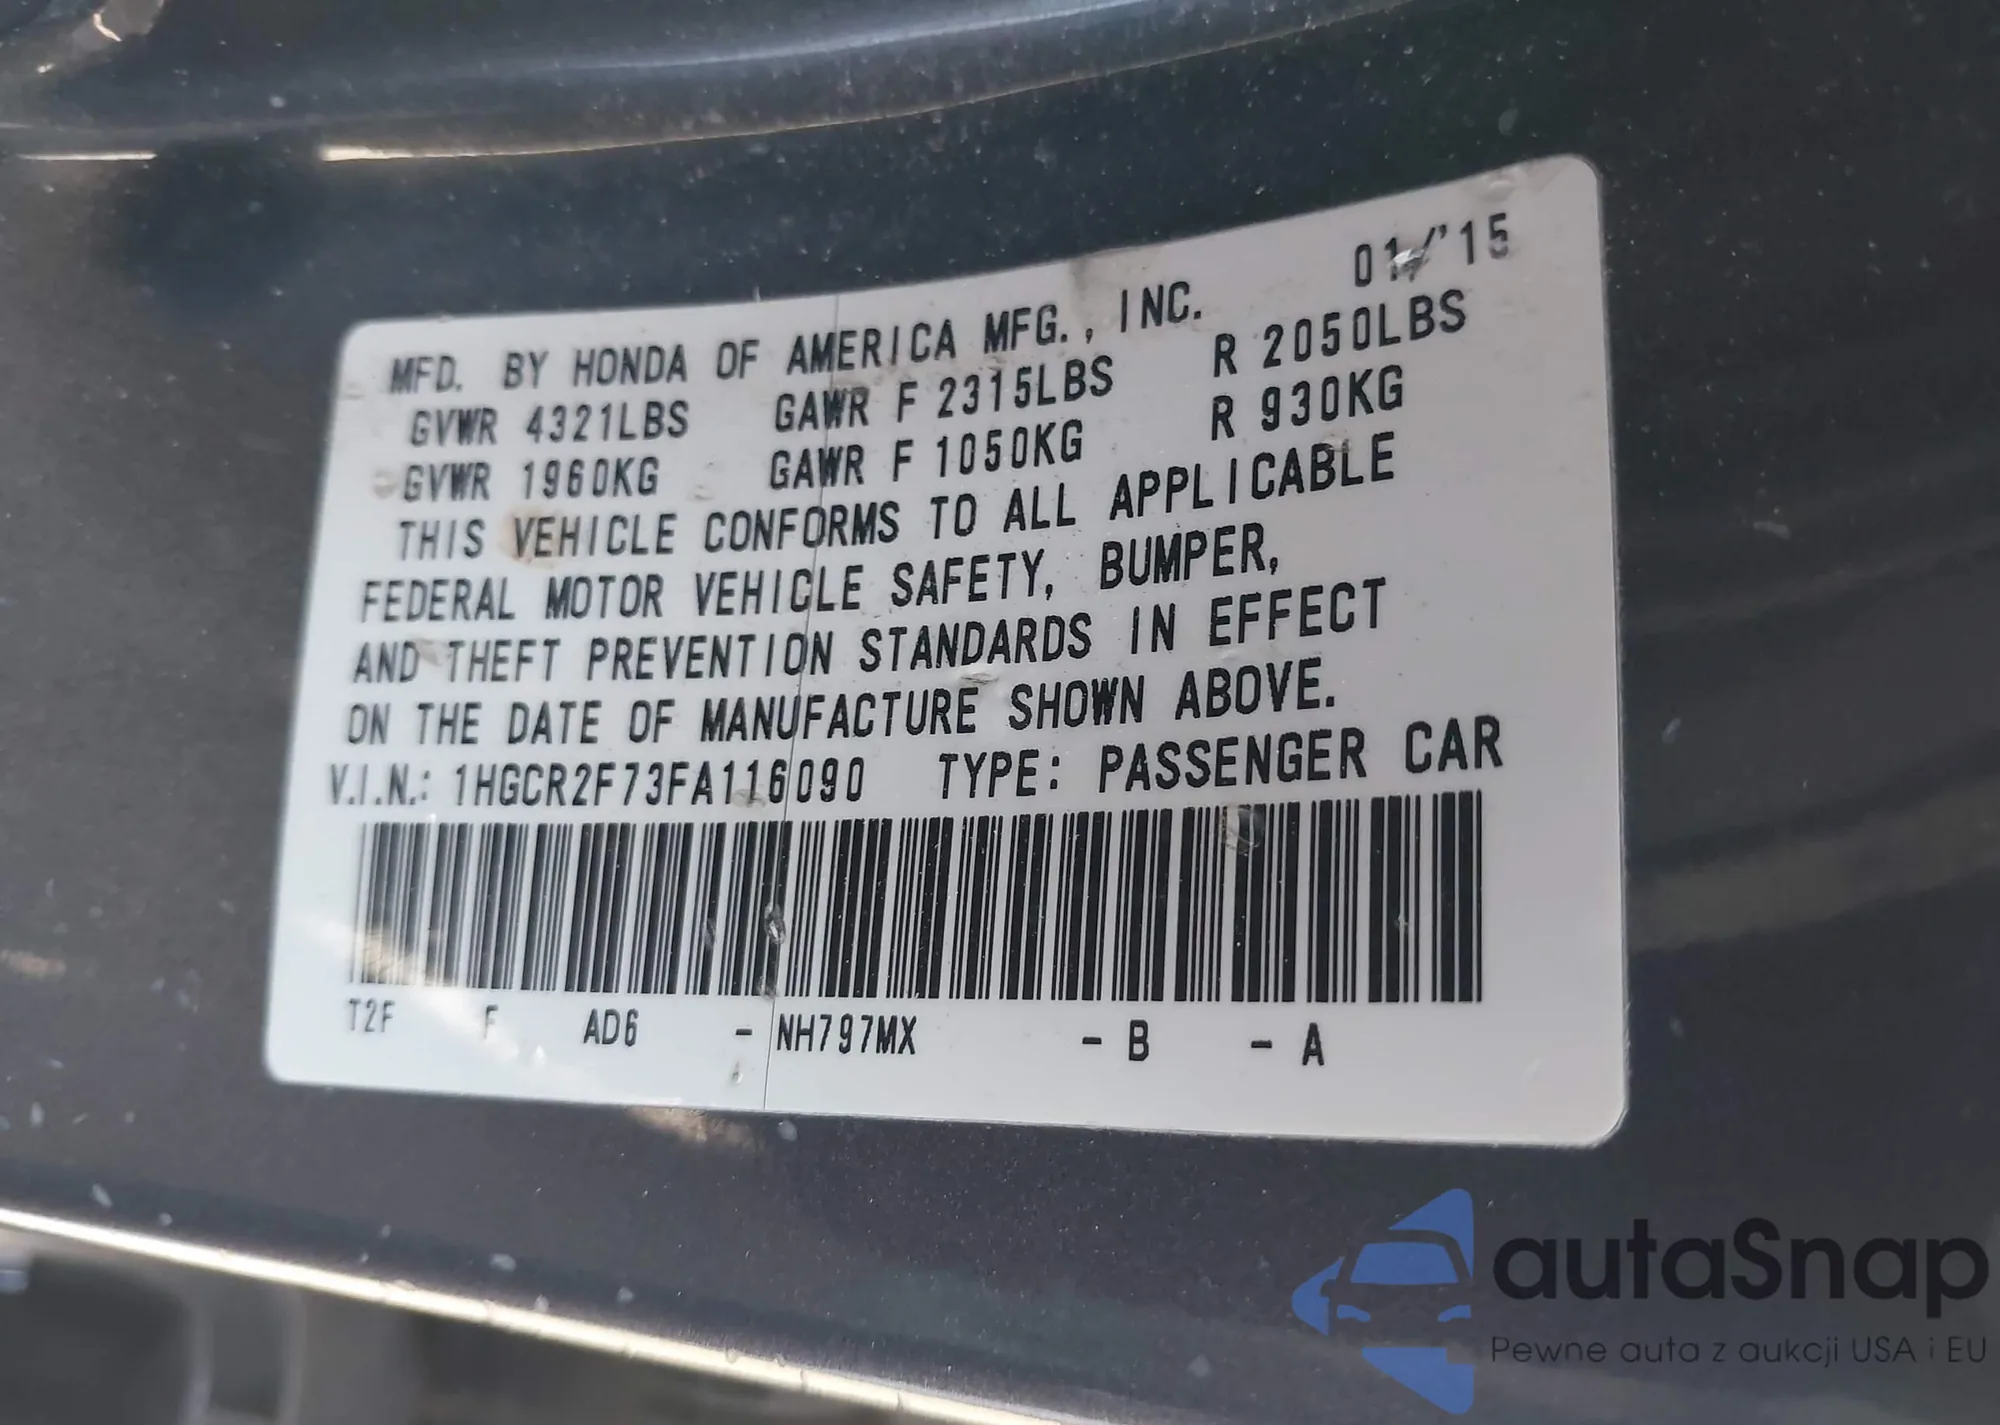 01/'15
MFD. BY HONDA OF AMERICA MFG., INC.
GVWR 4321LBS GAWR F 2315LBS R 2050LBS
GVWR 1960KG GAWR F 1050KG R 930KG
THIS VEHICLE CONFORMS TO ALL APPLICABLE
FEDERAL MOTOR VEHICLE SAFETY, BUMPER,
AND THEFT PREVENTION STANDARDS IN EFFECT
ON THE DATE OF MANUFACTURE SHOWN ABOVE.
V.I.N.: 1HGCR2F73FA116090 TYPE: PASSENGER CAR
T2F F AD6 - NH797MX - B - A
autaSnap
Pewne auta z aukcji USA i EU